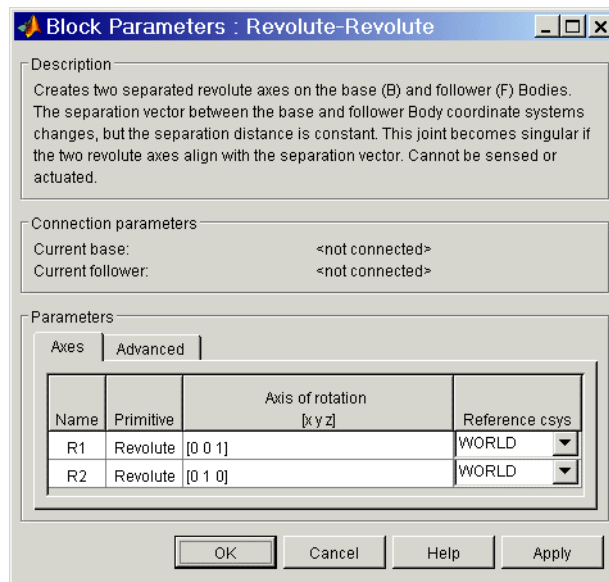 Block Parameters : Revolute-Revolute
Description
Creates two separated revolute axes on the base (B) and follower (F) Bodies.
The separation vector between the base and follower Body coordinate systems
changes, but the separation distance is constant. This joint becomes singular if
the two revolute axes align with the separation vector. Cannot be sensed or
actuated.
Connection parameters
Current base: <not connected>
Current follower: <not connected>
Parameters
Axes Advanced
Name Primitive Axis of rotation [x y z] Reference csys
R1 Revolute [0 0 1] WORLD
R2 Revolute [0 1 0] WORLD
OK Cancel Help Apply